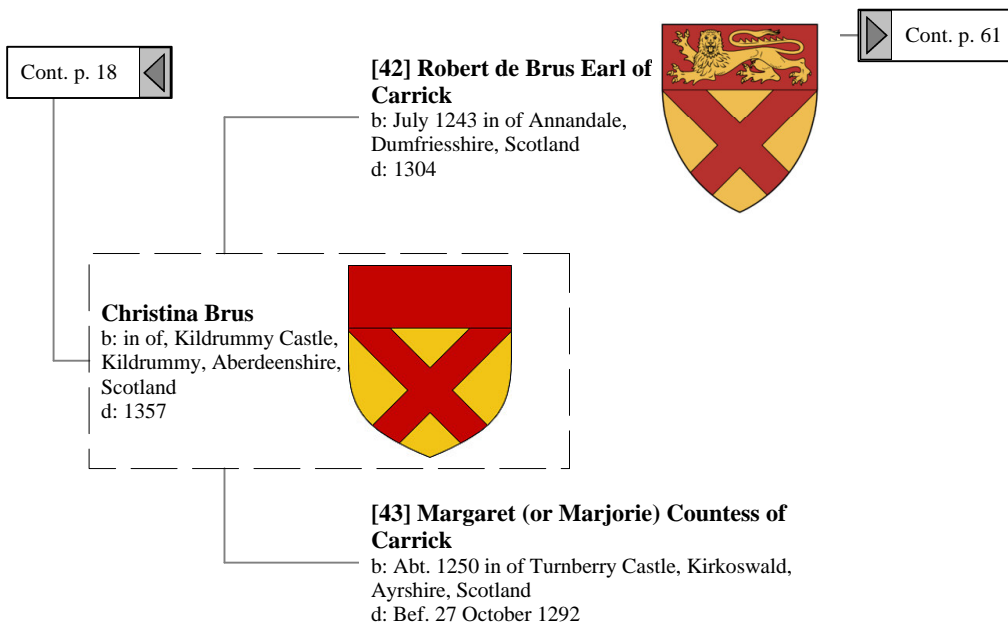 Cont. p. 18
Cont. p. 61
[42] Robert de Brus Earl of
Carrick
b: July 1243 in of Annandale,
Dumfriesshire, Scotland
d: 1304
Christina Brus
b: in of, Kildrummy Castle,
Kildrummy, Aberdeenshire,
Scotland
d: 1357
[43] Margaret (or Marjorie) Countess of
Carrick
b: Abt. 1250 in of Turnberry Castle, Kirkoswald,
Ayrshire, Scotland
d: Bef. 27 October 1292